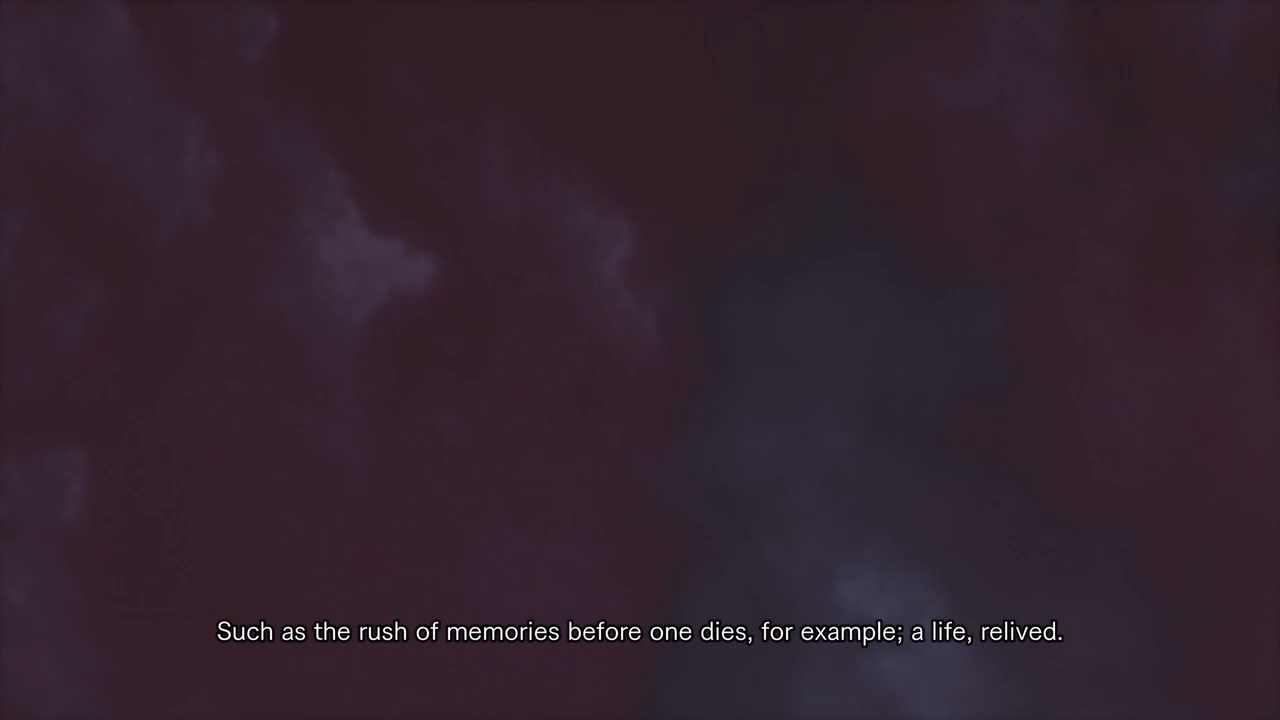 Such as the rush of memories before one dies, for example; a life, relived.